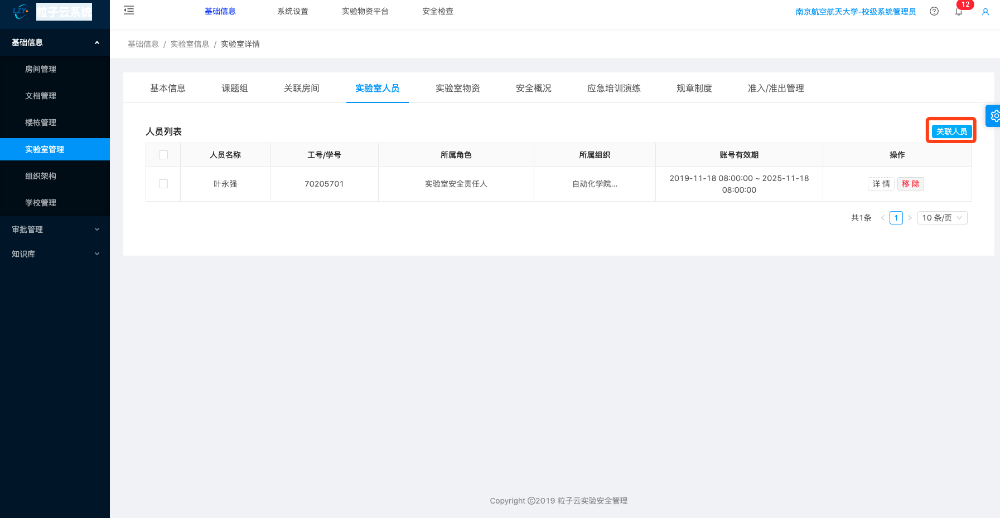 LZY
粒子云系统
基础信息
系统设置
实验物资平台
安全检查
南京航空航天大学-校级系统管理员
12
基础信息
房间管理
文档管理
楼栋管理
实验室管理
组织架构
学校管理
审批管理
知识库
基础信息 / 实验室信息 / 实验室详情
基本信息
课题组
关联房间
实验室人员
实验室物资
安全概况
应急培训演练
规章制度
准入/准出管理
人员列表
关联人员
人员名称
工号/学号
所属角色
所属组织
账号有效期
操作
叶永强
70205701
实验室安全责任人
自动化学院...
2019-11-18 08:00:00 ~ 2025-11-18
08:00:00
详 情
移 除
共1条
1
10 条/页
Copyright ©2019 粒子云实验安全管理